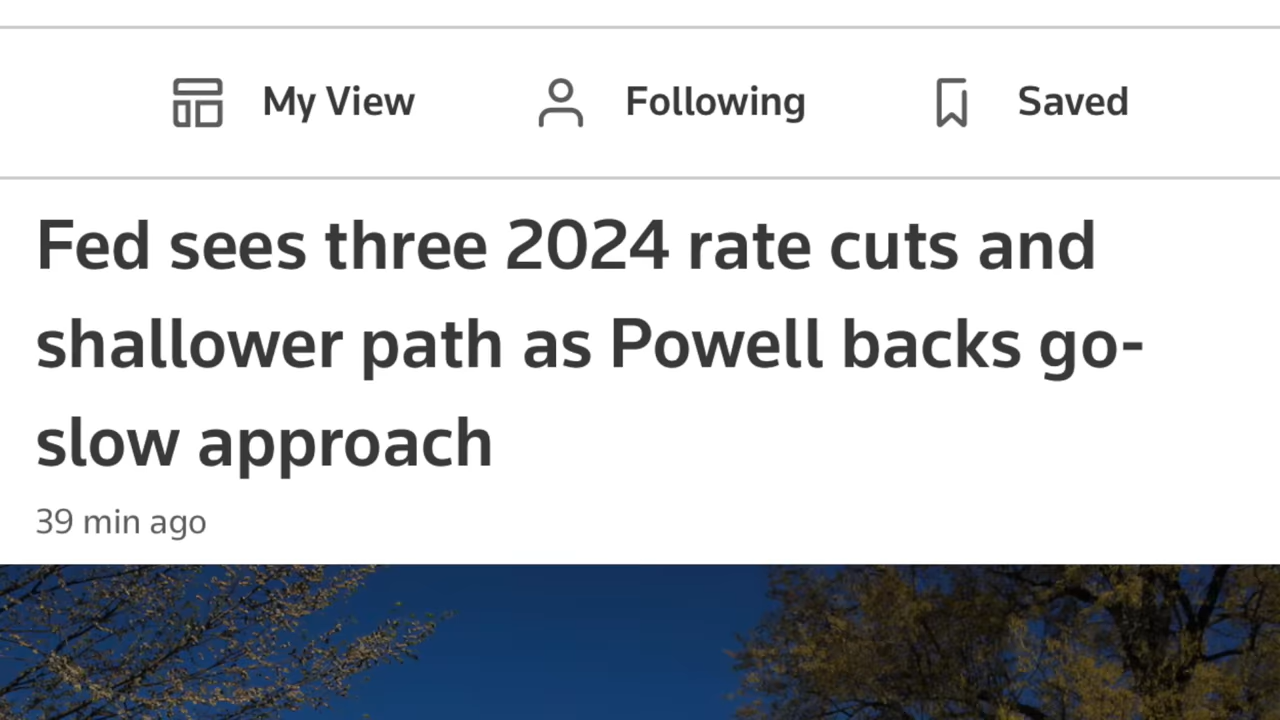 My View Following Saved
Fed sees three 2024 rate cuts and
shallower path as Powell backs go-
slow approach
39 min ago